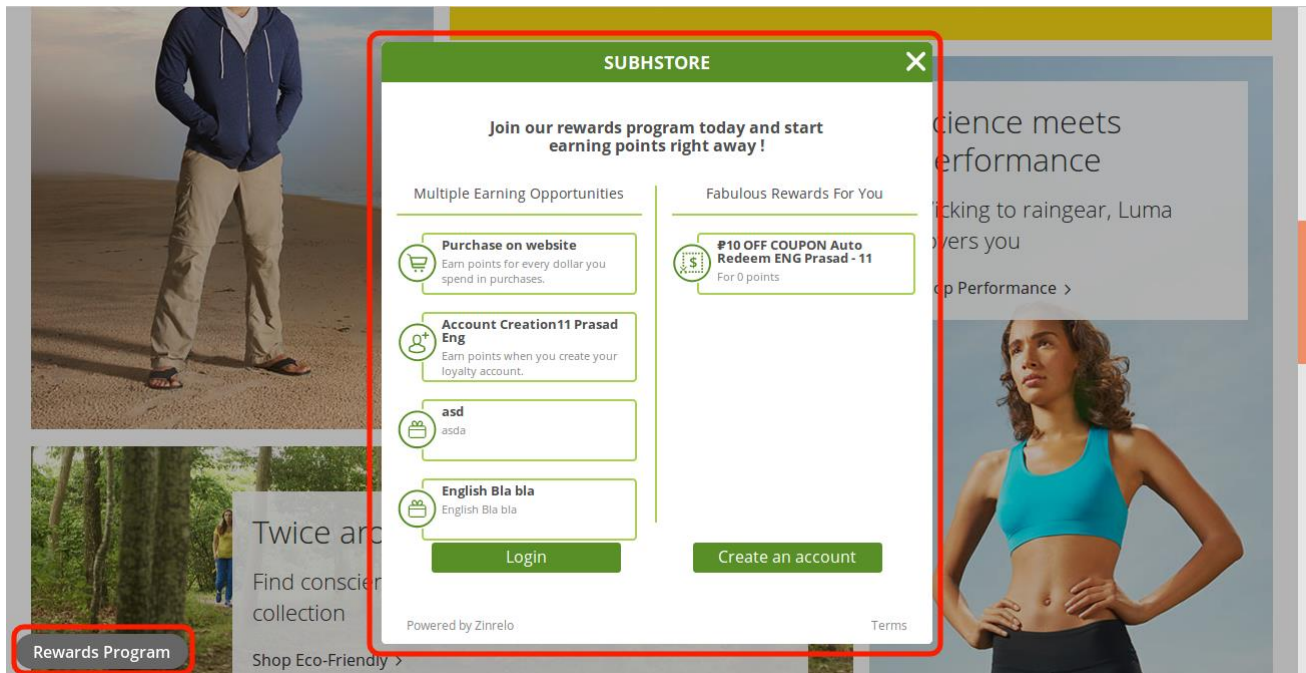 SUBHSTORE
Join our rewards program today and start
earning points right away !
Multiple Earning Opportunities
Purchase on website
Earn points for every dollar you
spend in purchases.
Account Creation11 Prasad
Eng
Earn points when you create your
loyalty account.
asd
asda
English Bla bla
English Bla bla
Login
Fabulous Rewards For You
₽10 OFF COUPON Auto
Redeem ENG Prasad - 11
For 0 points
Create an account
Powered by Zinrelo
Terms
cience meets
erformance
icking to raingear, Luma
vers you
op Performance >
Twice aro
Find conscien
collection
Shop Eco-Friendly >
Rewards Program